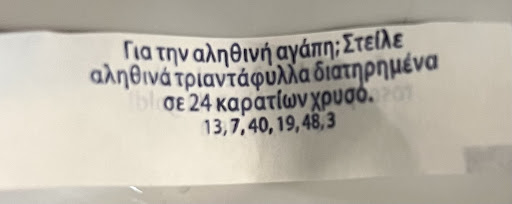 Για την αληθινή αγάπη; Στείλε
αληθινά τριαντάφυλλα διατηρημένα
σε 24 καρατίων χρυσό.
13, 7, 40, 19, 48, 3